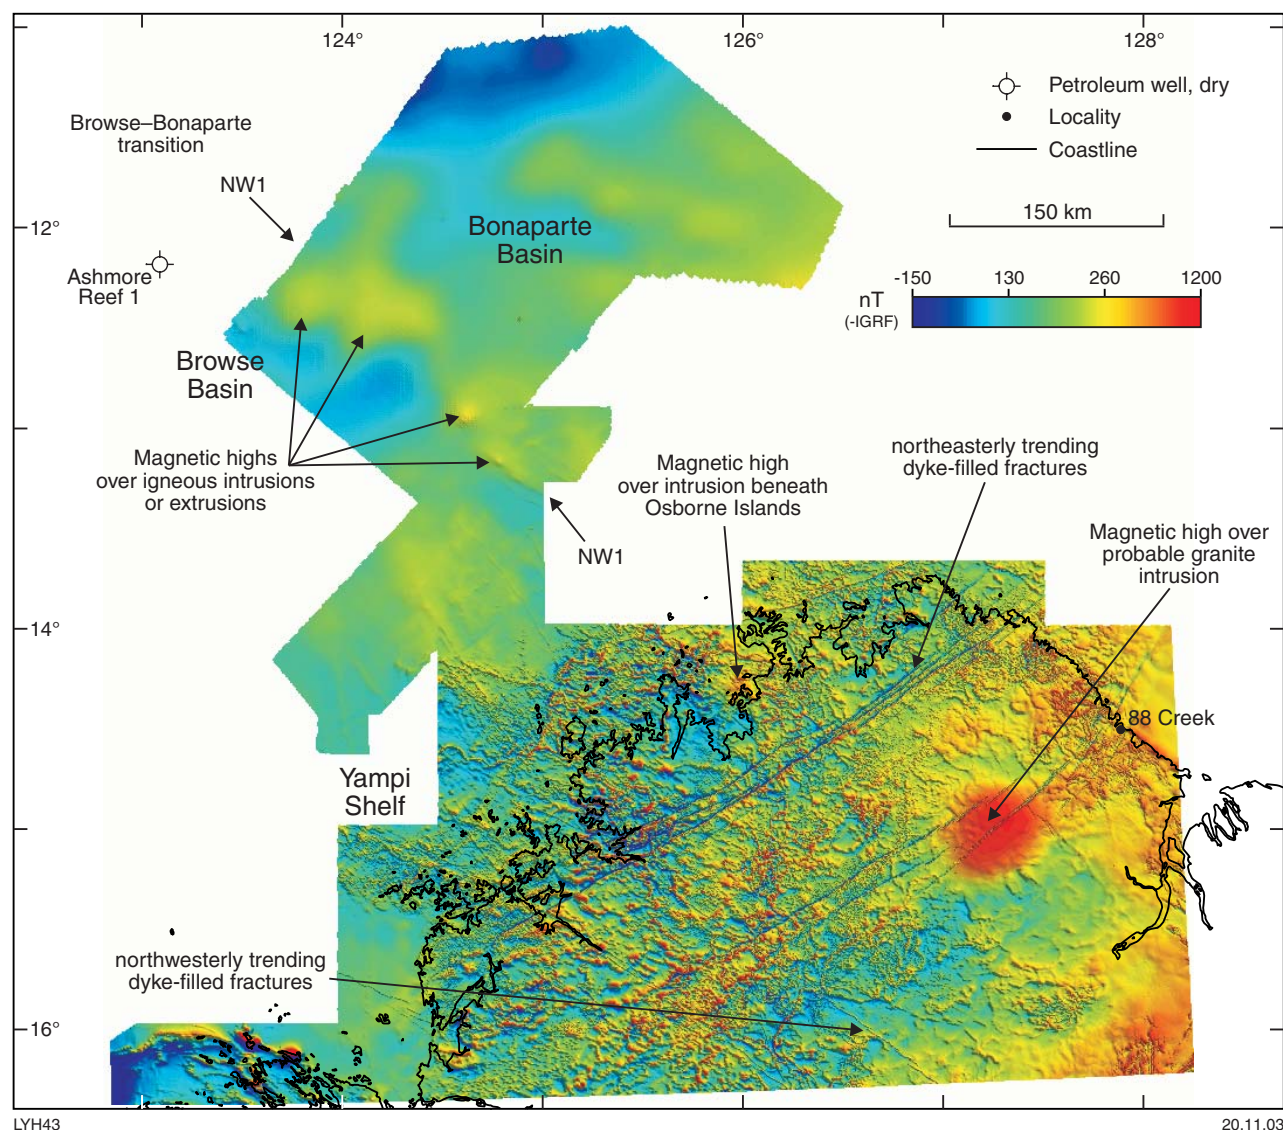 124°
126°
128°
12°
14°
16°
Petroleum well, dry
Locality
Coastline
150 km
-150
130
260
1200
nT
(-IGRF)
Browse–Bonaparte
transition
NW1
Ashmore
Reef 1
Bonaparte
Basin
Browse
Basin
Magnetic highs
over igneous intrusions
or extrusions
NW1
Magnetic high
over intrusion beneath
Osborne Islands
northeasterly trending
dyke-filled fractures
Magnetic high over
probable granite
intrusion
88 Creek
Yampi
Shelf
northwesterly trending
dyke-filled fractures
LYH43
20.11.03